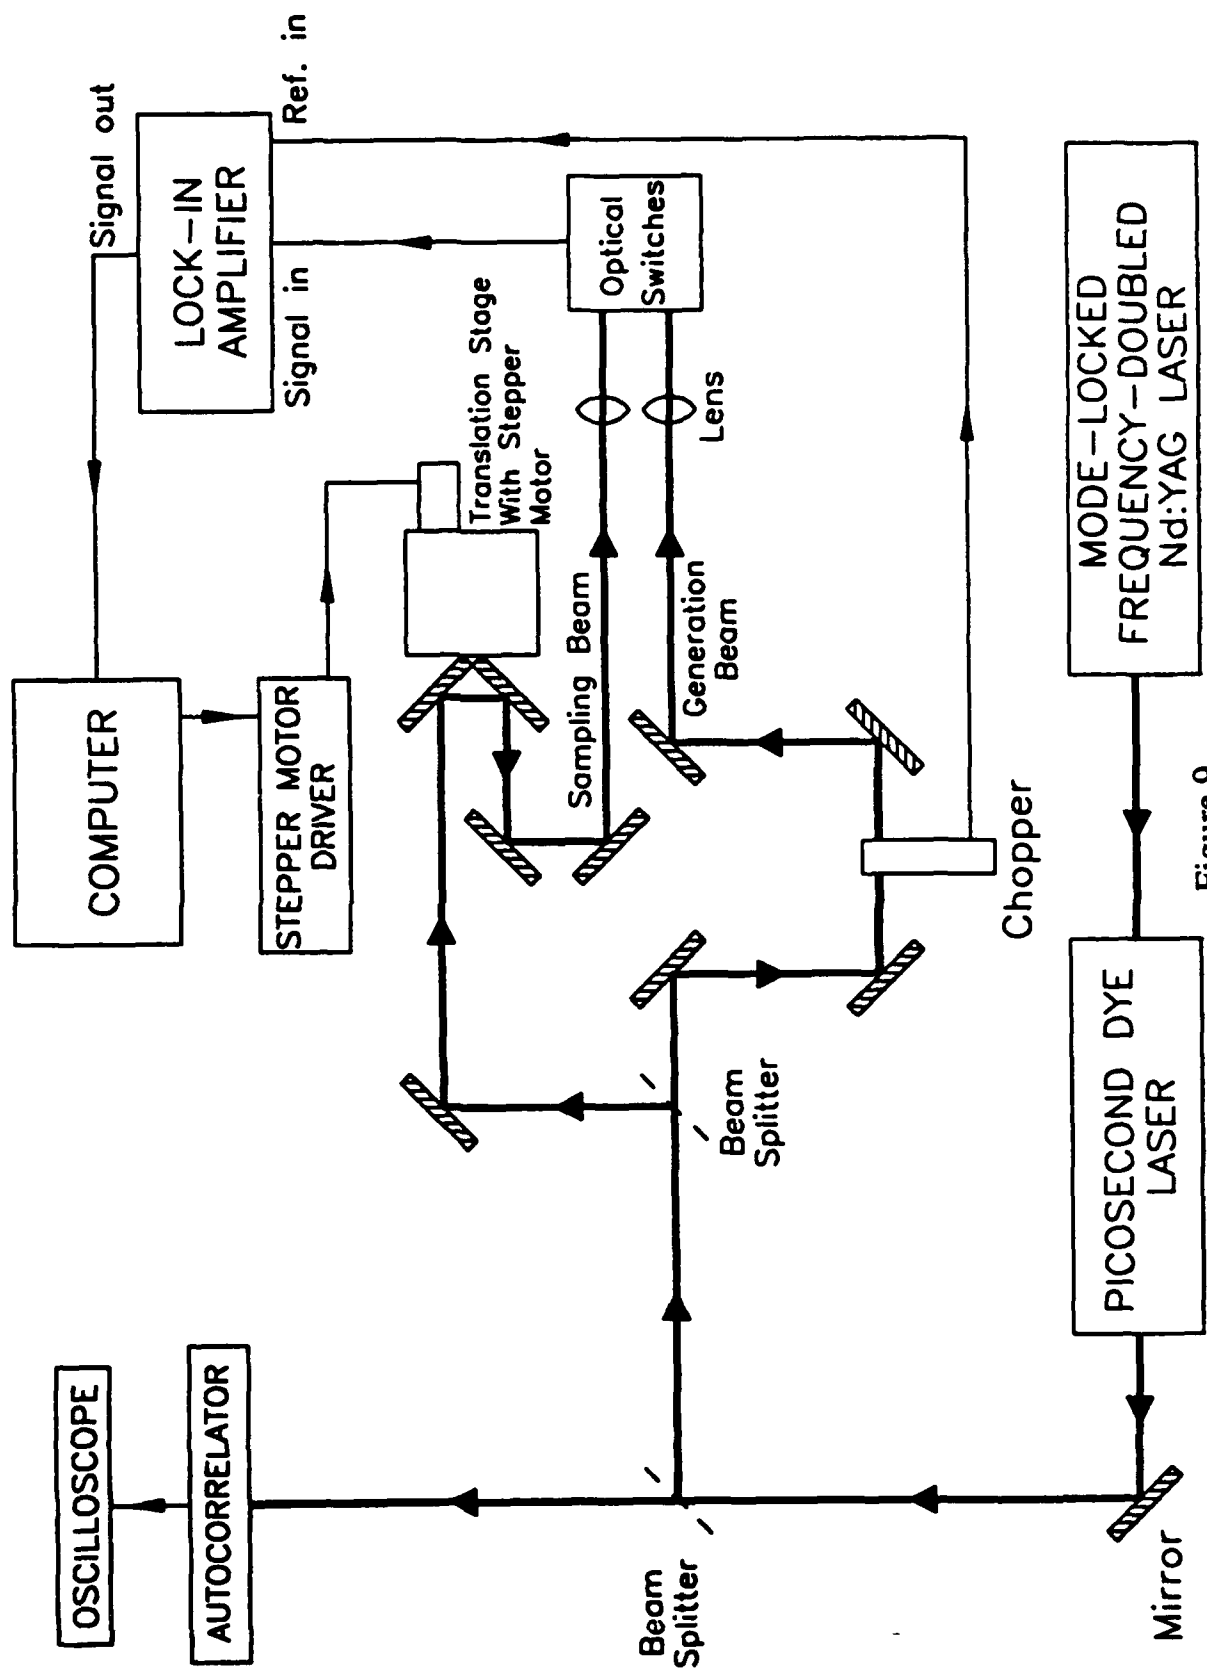 OSCILLOSCOPE
AUTOCORRELATOR
Beam
Splitter
Mirror
COMPUTER
STEPPER MOTOR
DRIVER
Signal out
LOCK-IN
AMPLIFIER
Signal in
Ref. in
Translation Stage
With Stepper
Motor
Optical
Switches
Sampling Beam
Lens
Generation
Beam
Beam
Splitter
Chopper
PICOSECOND DYE
LASER
MODE-LOCKED
FREQUENCY-DOUBLED
Nd:YAG LASER
Figure 9